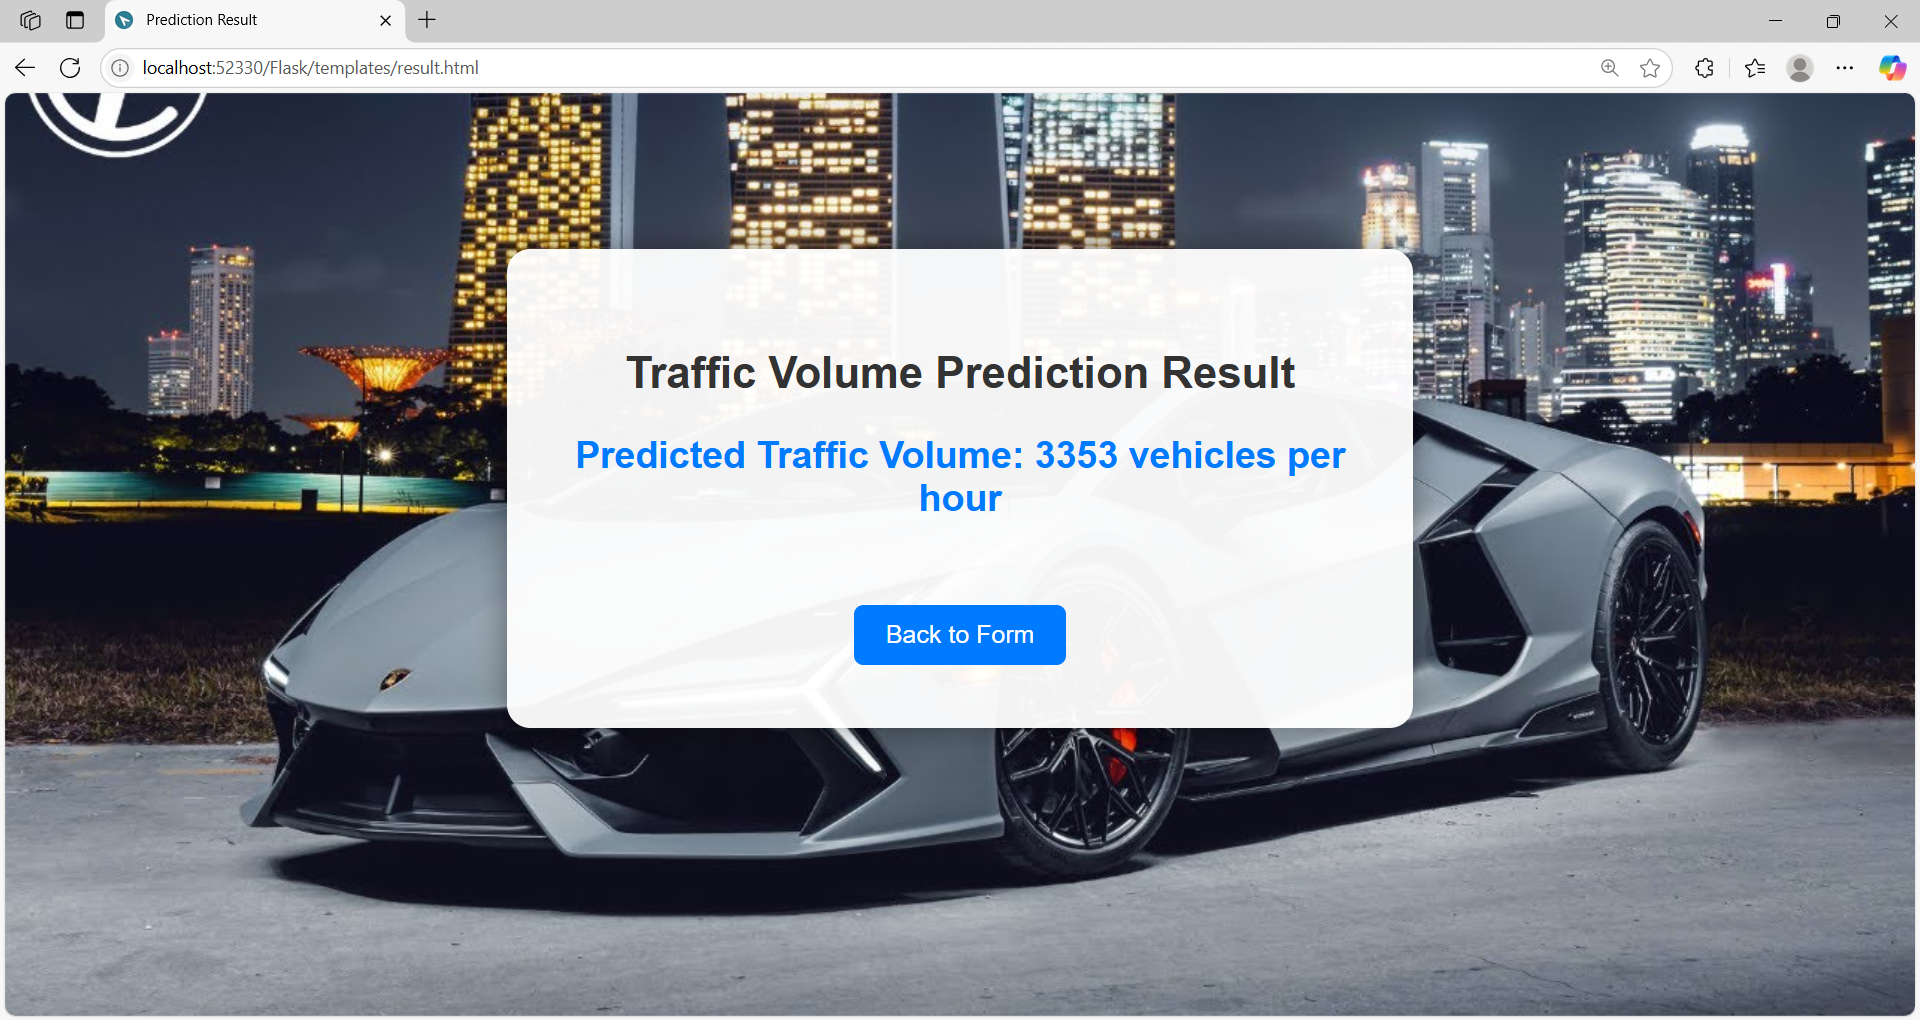 Prediction Result
localhost:52330/Flask/templates/result.html
Traffic Volume Prediction Result
Predicted Traffic Volume: 3353 vehicles per
hour
Back to Form